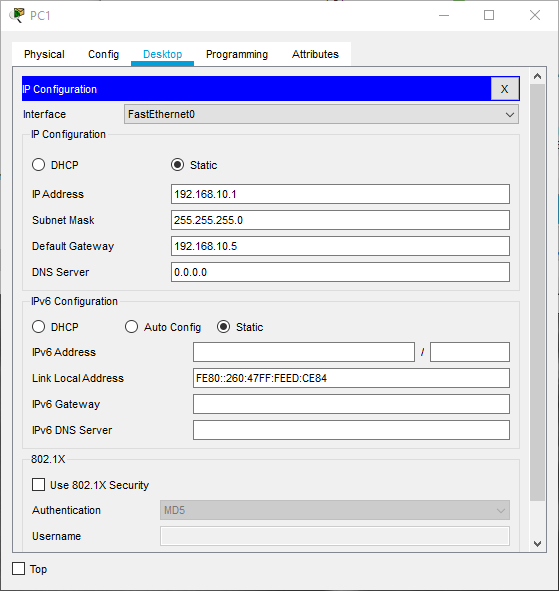 PC1
Physical Config Desktop Programming Attributes
IP Configuration X
Interface FastEthernet0
IP Configuration
DHCP Static
IP Address 192.168.10.1
Subnet Mask 255.255.255.0
Default Gateway 192.168.10.5
DNS Server 0.0.0.0
IPv6 Configuration
DHCP Auto Config Static
IPv6 Address /
Link Local Address FE80::260:47FF:FEED:CE84
IPv6 Gateway
IPv6 DNS Server
802.1X
Use 802.1X Security
Authentication MD5
Username
Top